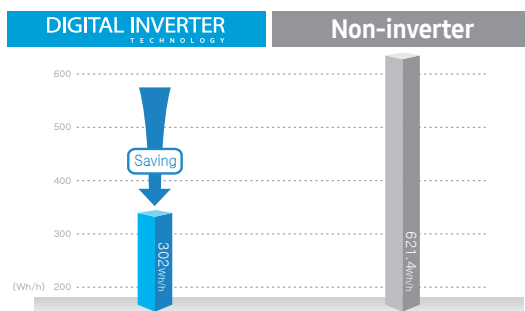 DIGITAL INVERTER
TECHNOLOGY
Non-inverter
600
500
400
300
(Wh/h) 200
Saving
302Wh/h
621.4Wh/h